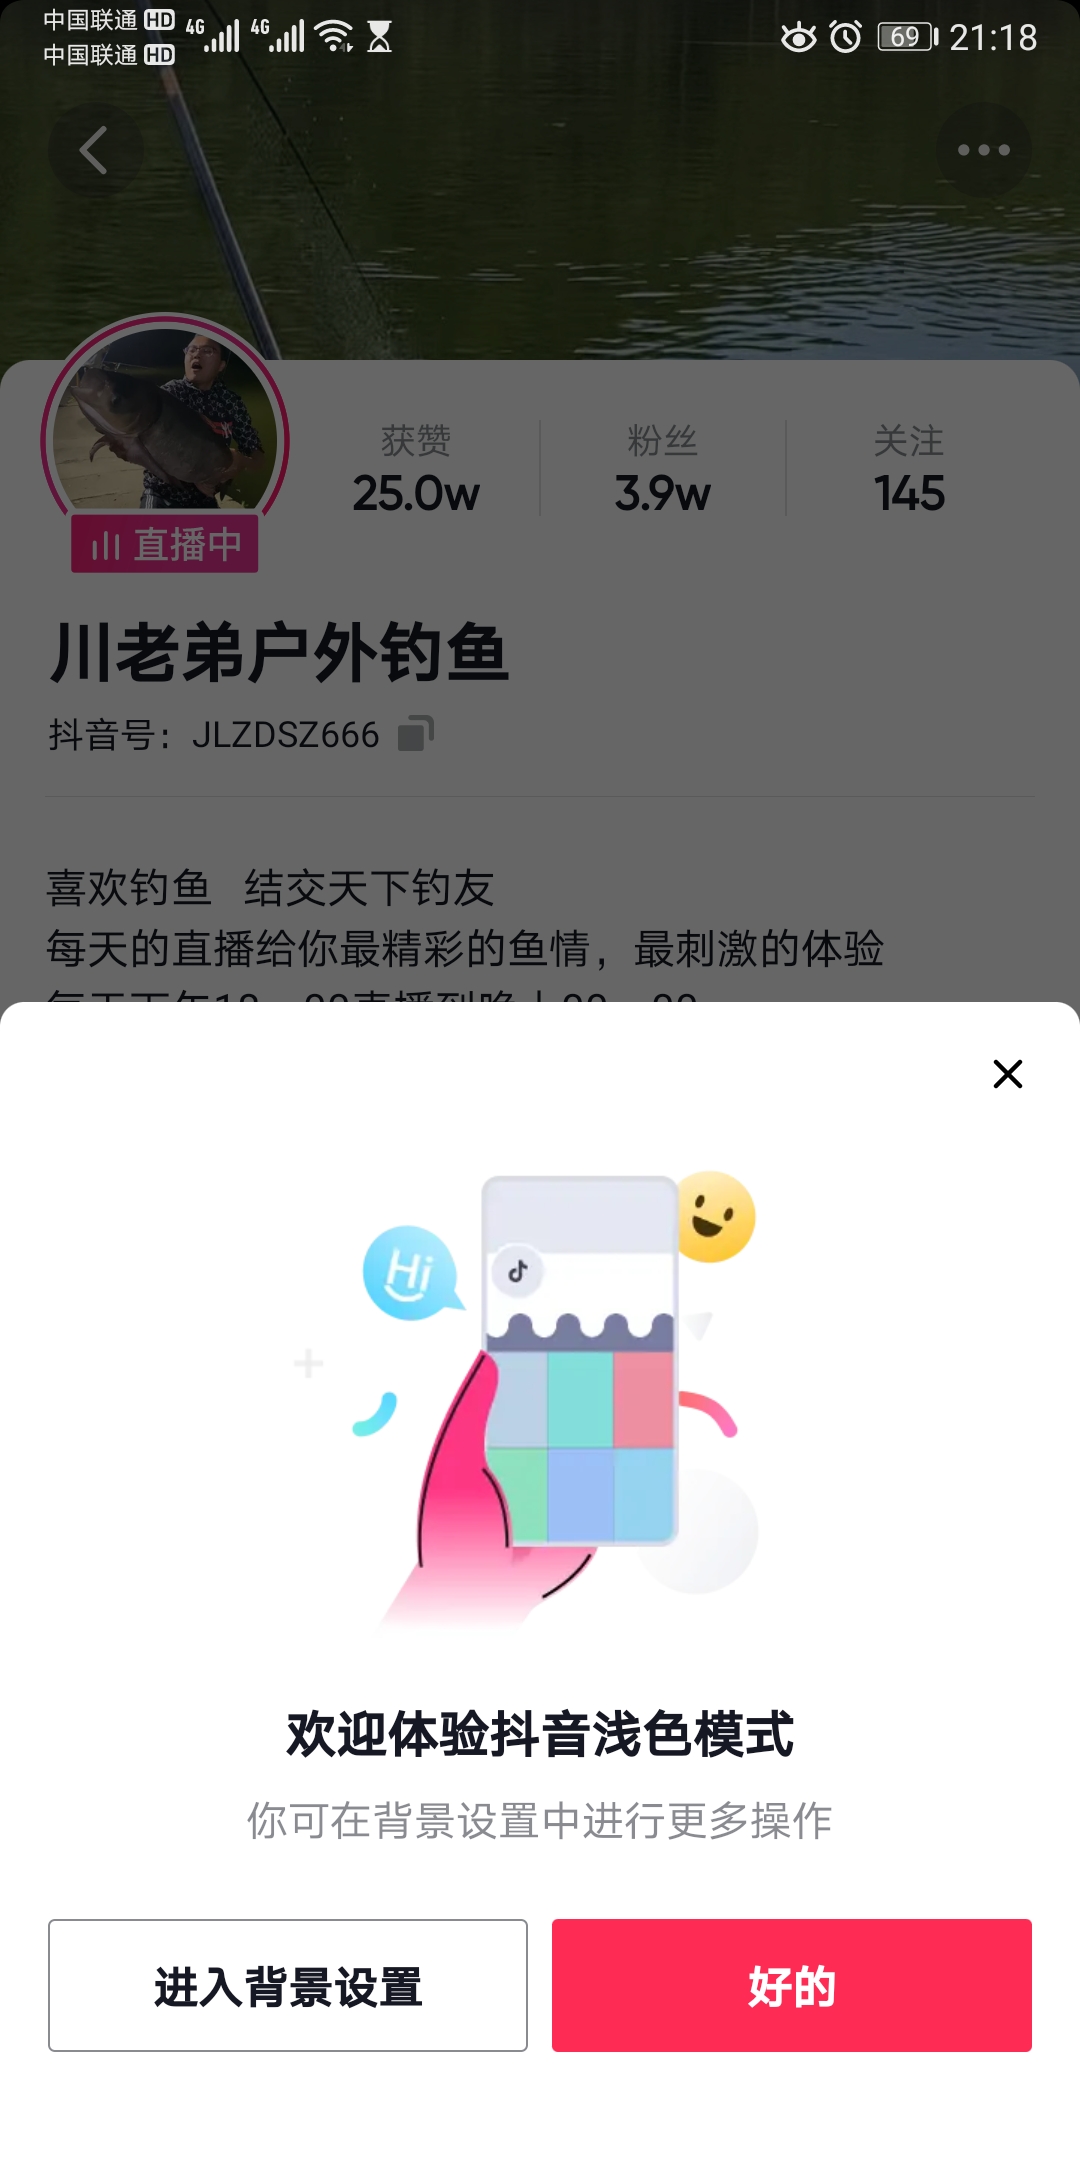 中国联通 HD 4G 4G 69 21:18
中国联通 HD
获赞 粉丝 关注
25.0w 3.9w 145
直播中
川老弟户外钓鱼
抖音号：JLZDSZ666
喜欢钓鱼 结交天下钓友
每天的直播给你最精彩的鱼情，最刺激的体验
Hi
欢迎体验抖音浅色模式
你可在背景设置中进行更多操作
进入背景设置 好的